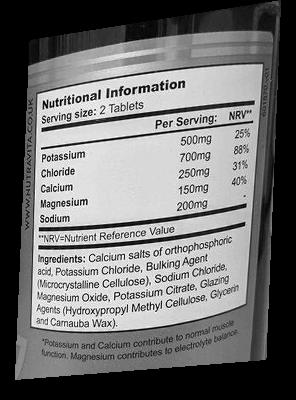 Nutritional Information
Serving size: 2 Tablets
Per Serving: NRV**
Potassium 500mg 25%
Chloride 700mg 88%
Calcium 250mg 31%
Magnesium 150mg 40%
Sodium 200mg -
**NRV=Nutrient Reference Value
Ingredients: Calcium salts of orthophosphoric
acid, Potassium Chloride, Bulking Agent
(Microcrystalline Cellulose), Sodium Chloride,
Magnesium Oxide, Potassium Citrate, Glazing
Agents (Hydroxypropyl Methyl Cellulose, Glycerin
and Carnauba Wax).
*Potassium and Calcium contribute to normal muscle
function. Magnesium contributes to electrolyte balance.
WWW.NUTRAVITA.CO.UK